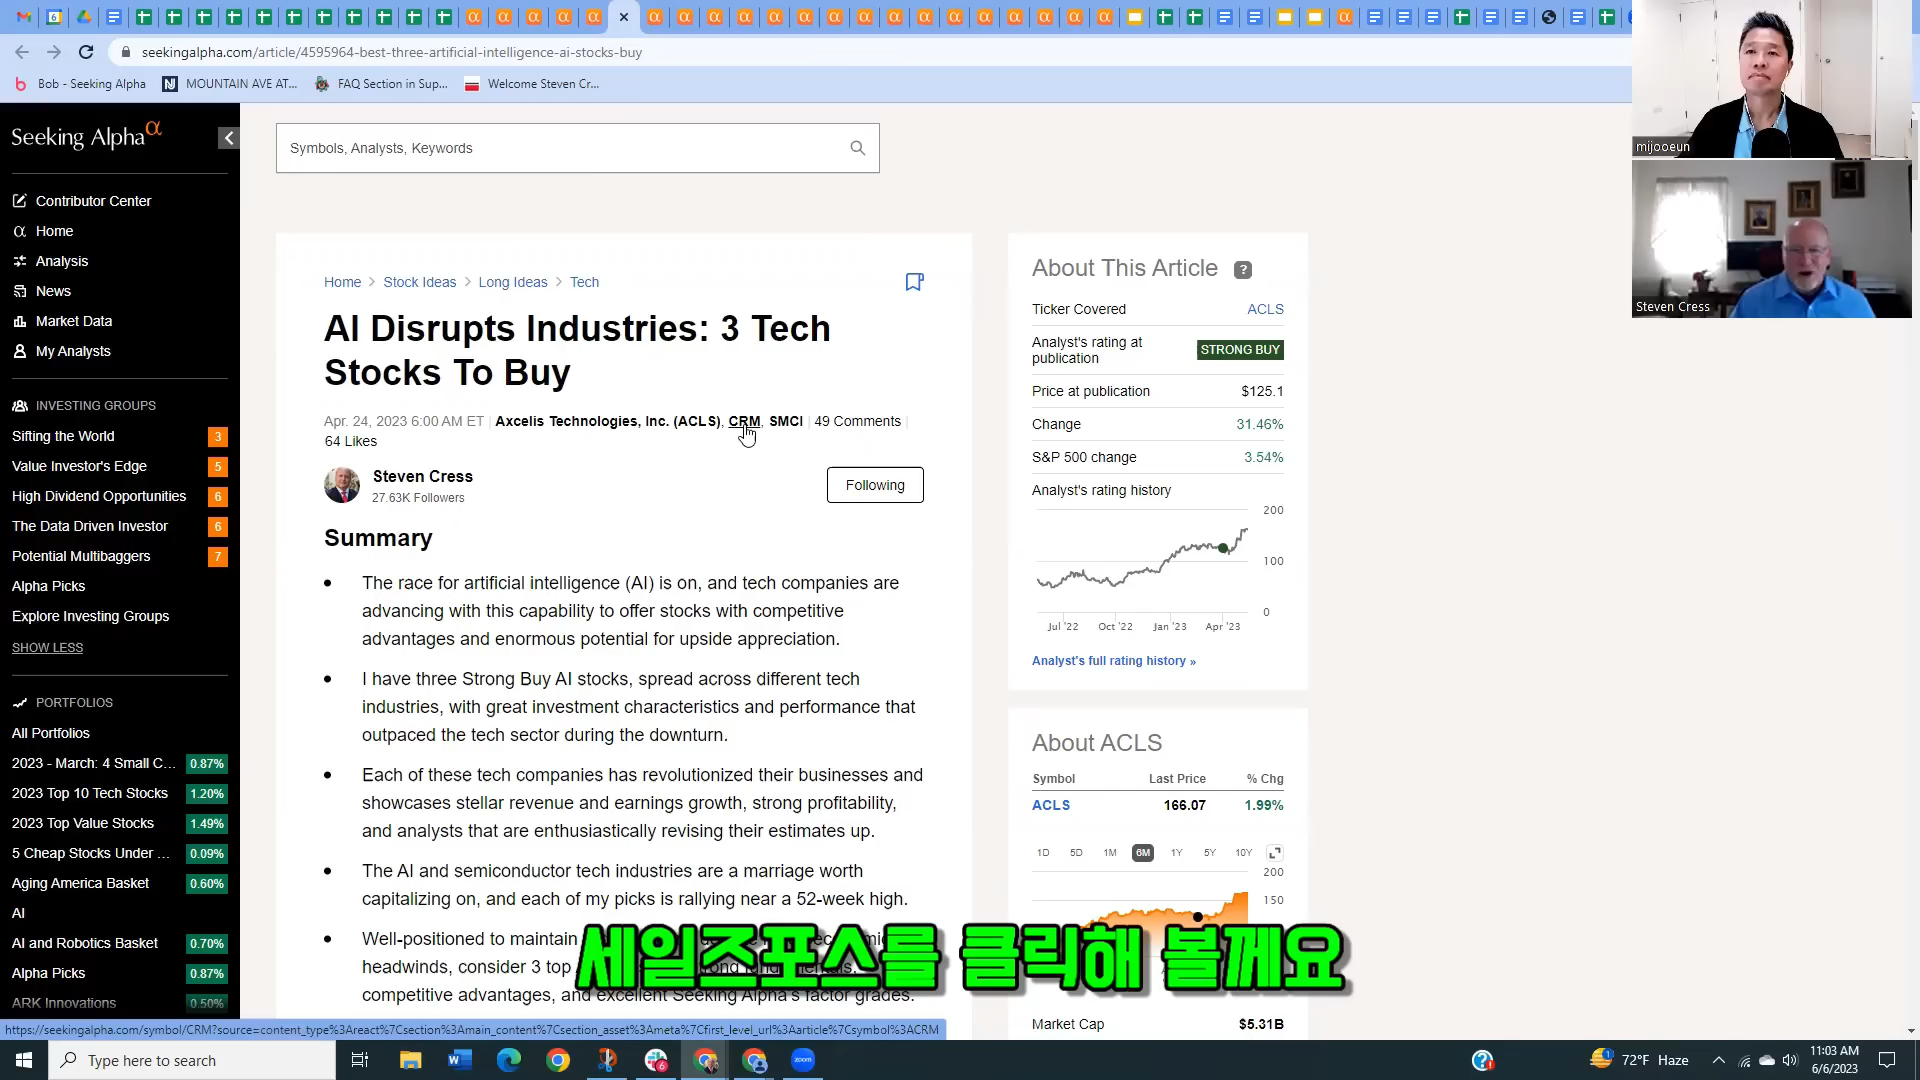 seekingalpha.com/article/4595964-best-three-artificial-intelligence-ai-stocks-buy
Bob - Seeking Alpha
MOUNTAIN AVE AT...
FAQ Section in Sup...
Welcome Steven Cr...
mijooeun
Steven Cress
Seeking Alpha α
Symbols, Analysts, Keywords
Contributor Center
Home
Analysis
News
Market Data
My Analysts
INVESTING GROUPS
Sifting the World 3
Value Investor's Edge 5
High Dividend Opportunities 6
The Data Driven Investor 6
Potential Multibaggers 7
Alpha Picks
Explore Investing Groups
SHOW LESS
PORTFOLIOS
All Portfolios
2023 - March: 4 Small C... 0.87%
2023 Top 10 Tech Stocks 1.20%
2023 Top Value Stocks 1.49%
5 Cheap Stocks Under ... 0.09%
Aging America Basket 0.60%
AI
AI and Robotics Basket 0.70%
Alpha Picks 0.87%
ARK Innovations 0.50%
Home > Stock Ideas > Long Ideas > Tech
AI Disrupts Industries: 3 Tech
Stocks To Buy
Apr. 24, 2023 6:00 AM ET | Axcelis Technologies, Inc. (ACLS), CRM, SMCI | 49 Comments |
64 Likes
Steven Cress
27.63K Followers
Following
Summary
The race for artificial intelligence (AI) is on, and tech companies are
advancing with this capability to offer stocks with competitive
advantages and enormous potential for upside appreciation.
I have three Strong Buy AI stocks, spread across different tech
industries, with great investment characteristics and performance that
outpaced the tech sector during the downturn.
Each of these tech companies has revolutionized their businesses and
showcases stellar revenue and earnings growth, strong profitability,
and analysts that are enthusiastically revising their estimates up.
The AI and semiconductor tech industries are a marriage worth
capitalizing on, and each of my picks is rallying near a 52-week high.
Well-positioned to maintain
headwinds, consider 3 top
competitive advantages, and excellent Seeking Alpha's factor grades.
세일즈포스를 클릭해 볼께요
About This Article ?
Ticker Covered ACLS
Analyst's rating at
publication
STRONG BUY
Price at publication $125.1
Change 31.46%
S&P 500 change 3.54%
Analyst's rating history
200
100
0
Jul '22 Oct '22 Jan '23 Apr '23
Analyst's full rating history »
About ACLS
Symbol Last Price % Chg
ACLS 166.07 1.99%
1D 5D 1M 6M 1Y 5Y 10Y
200
150
Market Cap $5.31B
https://seekingalpha.com/symbol/CRM?source=content_type%3Areact%7Csection%3Amain_content%7Csection_asset%3Ameta%7Cfirst_level_url%3Aarticle%7Csymbol%3ACRM
Type here to search
zoom
72°F Haze
11:03 AM
6/6/2023